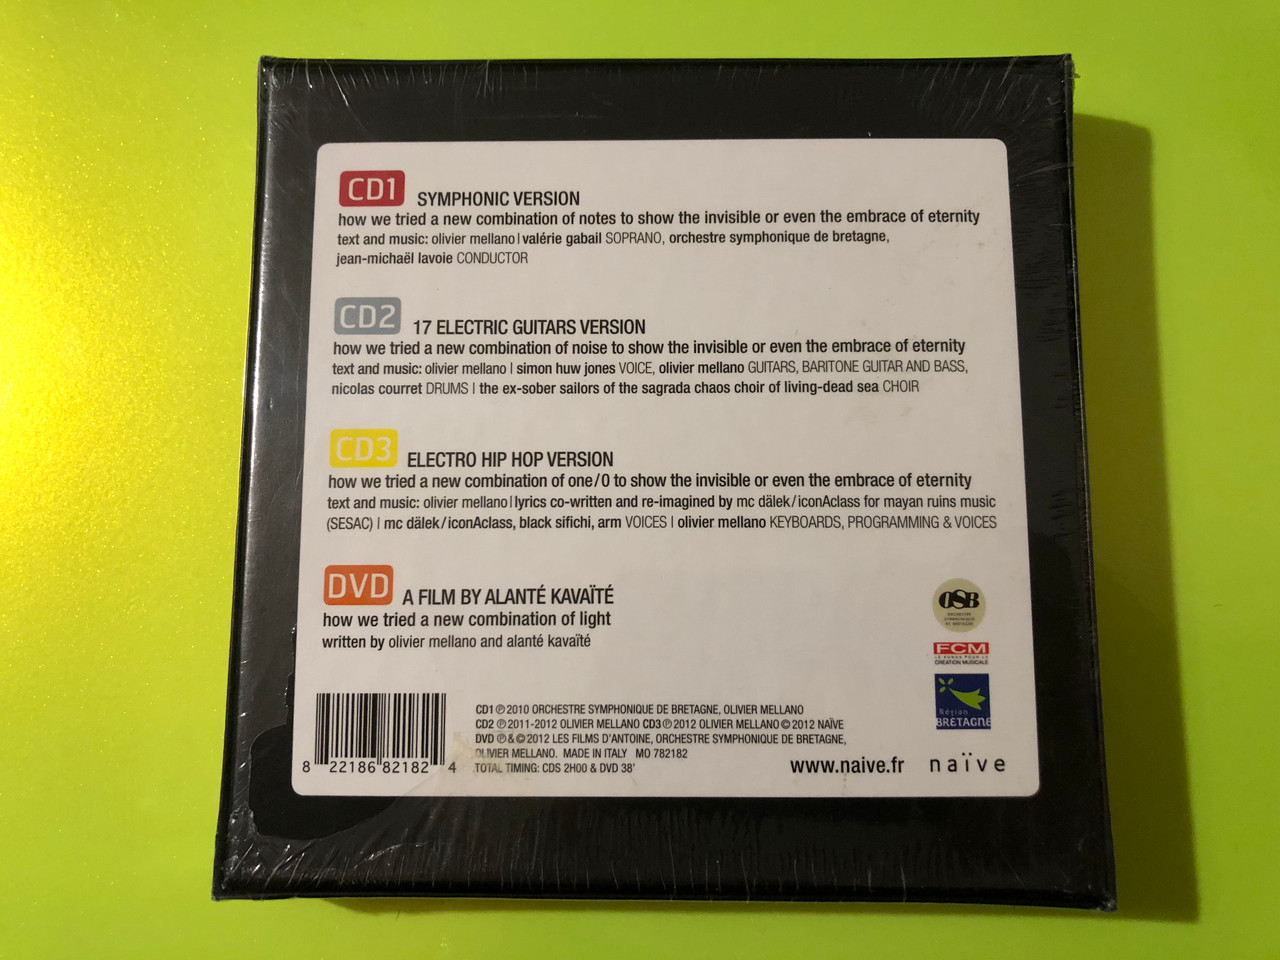 CD1 SYMPHONIC VERSION
how we tried a new combination of notes to show the invisible or even the embrace of eternity
text and music: olivier mellano | valérie gabail SOPRANO, orchestre symphonique de bretagne,
jean-michaël lavoie CONDUCTOR
CD2 17 ELECTRIC GUITARS VERSION
how we tried a new combination of noise to show the invisible or even the embrace of eternity
text and music: olivier mellano | simon huw jones VOICE, olivier mellano GUITARS, BARITONE GUITAR AND BASS,
nicolas courret DRUMS | the ex-sober sailors of the sagrada chaos choir of living-dead sea CHOIR
CD3 ELECTRO HIP HOP VERSION
how we tried a new combination of one/0 to show the invisible or even the embrace of eternity
text and music: olivier mellano | lyrics co-written and re-imagined by mc dälek/iconAclass for mayan ruins music
(SESAC) | mc dälek/iconAclass, black sifichi, arm VOICES | olivier mellano KEYBOARDS, PROGRAMMING & VOICES
DVD A FILM BY ALANTÉ KAVAÏTÉ
how we tried a new combination of light
written by olivier mellano and alanté kavaïté
OSB
ORCHESTRE
SYMPHONIQUE
DE BRETAGNE
FCM
LE FONDS POUR LA
CRÉATION MUSICALE
Région
BRETAGNE
CD1 ℗ 2010 ORCHESTRE SYMPHONIQUE DE BRETAGNE, OLIVIER MELLANO
CD2 ℗ 2011-2012 OLIVIER MELLANO CD3 ℗ 2012 OLIVIER MELLANO © 2012 NAÏVE
DVD ℗ & © 2012 LES FILMS D'ANTOINE, ORCHESTRE SYMPHONIQUE DE BRETAGNE,
OLIVIER MELLANO. MADE IN ITALY MO 782182
TOTAL TIMING: CDS 2H00 & DVD 38'
8 22186 82182 4
www.naive.fr naïve